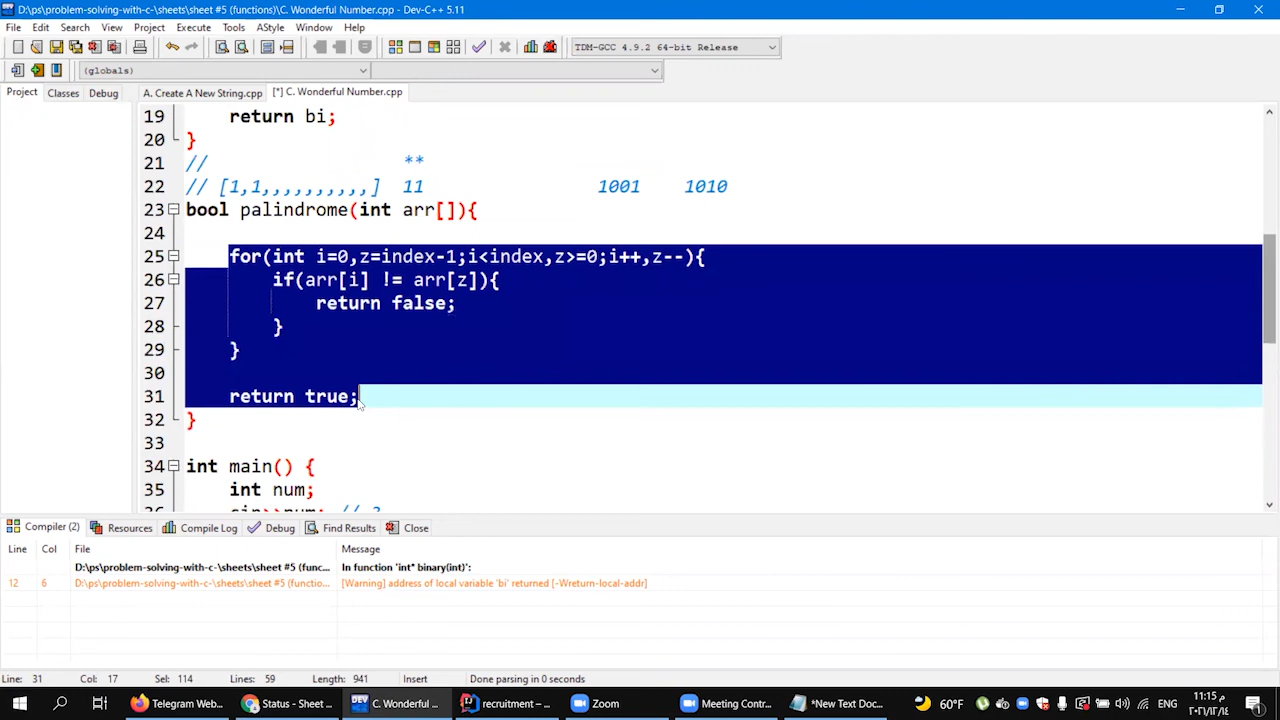 D:\ps\problem-solving-with-c-\sheets\sheet #5 (functions)\C. Wonderful Number.cpp - Dev-C++ 5.11
File Edit Search View Project Execute Tools AStyle Window Help
TDM-GCC 4.9.2 64-bit Release
(globals)
Project Classes Debug A. Create A New String.cpp [*] C. Wonderful Number.cpp
19 return bi;
20 }
21 // **
22 // [1,1,,,,,,,,,,] 11 1001 1010
23 bool palindrome(int arr[]){
24
25 for(int i=0,z=index-1;i<index,z>=0;i++,z--){
26 if(arr[i] != arr[z]){
27 return false;
28 }
29 }
30
31 return true;
32 }
33
34 int main() {
35 int num;
36 cin>>num; // 3
Compiler (2) Resources Compile Log Debug Find Results Close
Line Col File Message
D:\ps\problem-solving-with-c-\sheets\sheet #5 (func... In function 'int* binary(int)':
12 6 D:\ps\problem-solving-with-c-\sheets\sheet #5 (functio... [Warning] address of local variable 'bi' returned [-Wreturn-local-addr]
Line: 31 Col: 17 Sel: 114 Lines: 59 Length: 941 Insert Done parsing in 0 seconds
Telegram Web... Status - Sheet ... C. Wonderful ... recruitment – ... Zoom Meeting Contr... *New Text Doc... 60°F ENG
١١:١٥ م